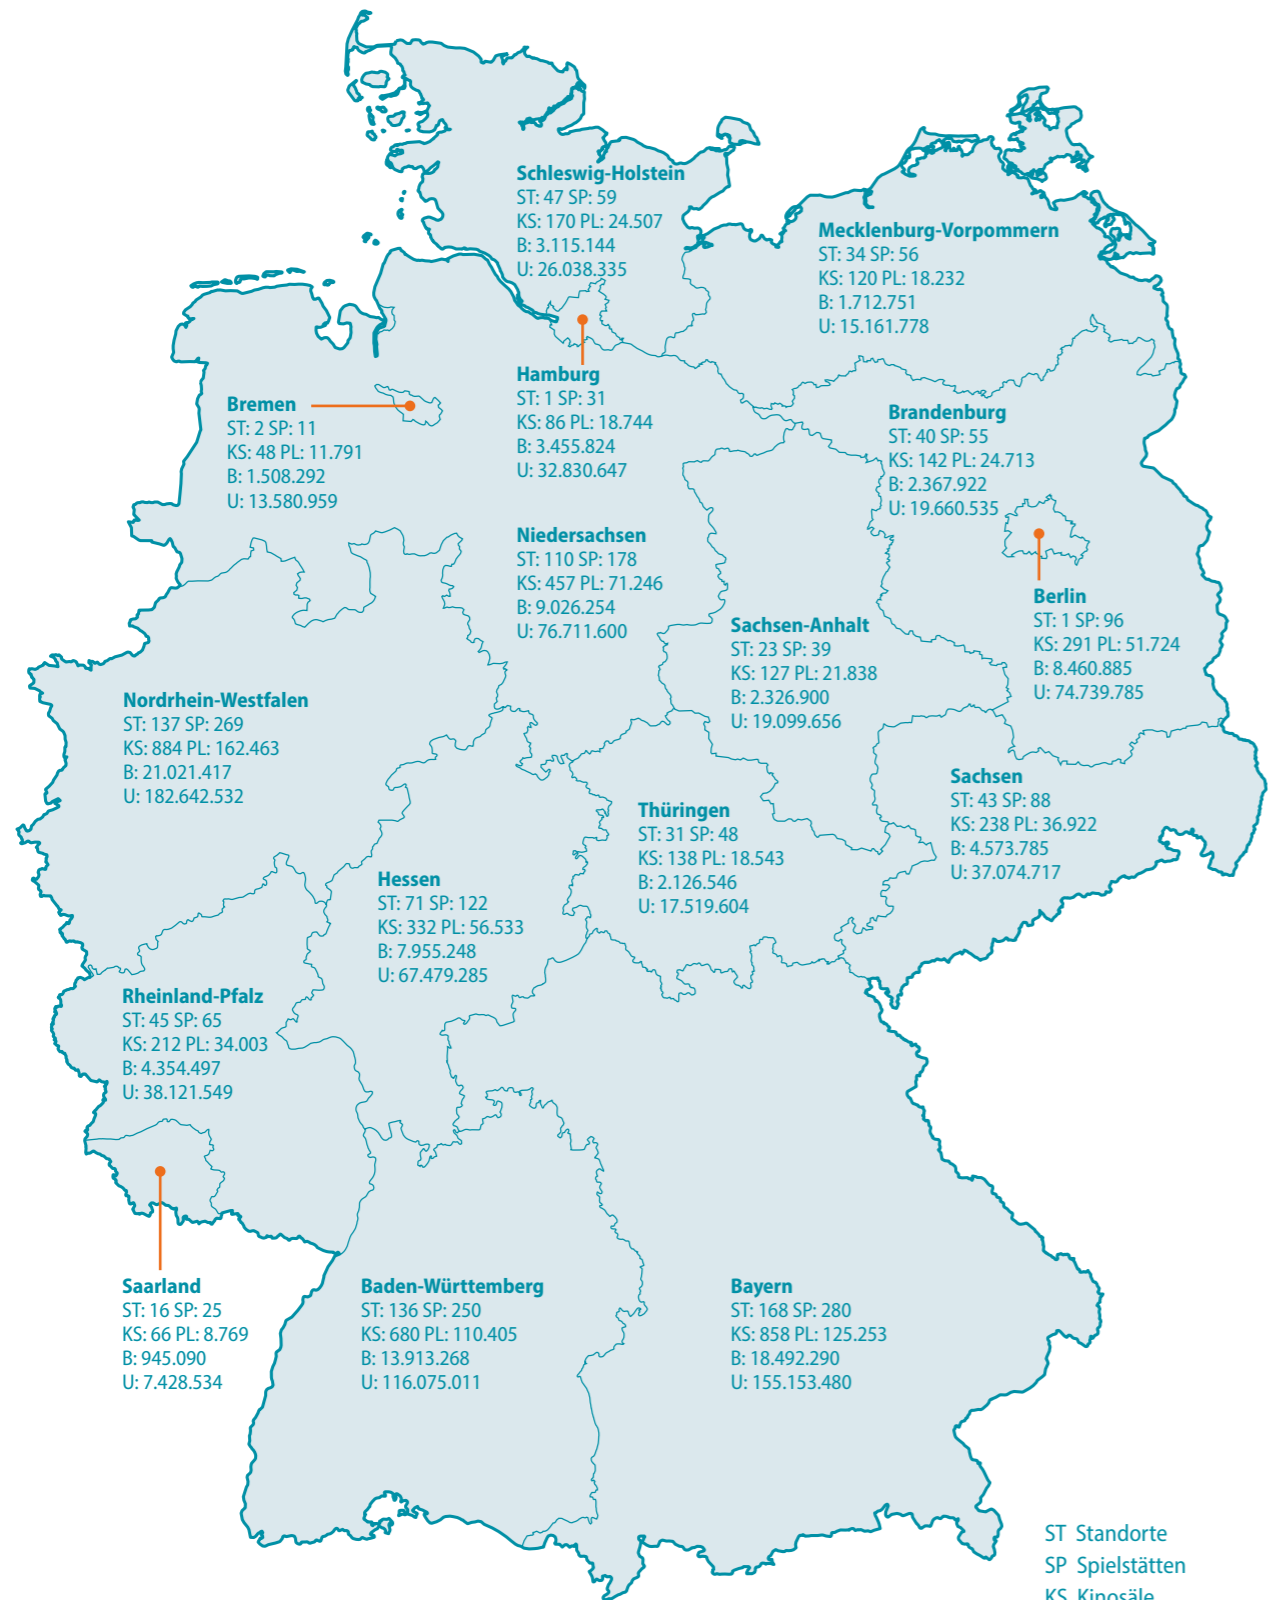 Schleswig-Holstein
ST: 47 SP: 59
KS: 170 PL: 24.507
B: 3.115.144
U: 26.038.335
Mecklenburg-Vorpommern
ST: 34 SP: 56
KS: 120 PL: 18.232
B: 1.712.751
U: 15.161.778
Hamburg
ST: 1 SP: 31
KS: 86 PL: 18.744
B: 3.455.824
U: 32.830.647
Bremen
ST: 2 SP: 11
KS: 48 PL: 11.791
B: 1.508.292
U: 13.580.959
Brandenburg
ST: 40 SP: 55
KS: 142 PL: 24.713
B: 2.367.922
U: 19.660.535
Niedersachsen
ST: 110 SP: 178
KS: 457 PL: 71.246
B: 9.026.254
U: 76.711.600
Berlin
ST: 1 SP: 96
KS: 291 PL: 51.724
B: 8.460.885
U: 74.739.785
Sachsen-Anhalt
ST: 23 SP: 39
KS: 127 PL: 21.838
B: 2.326.900
U: 19.099.656
Nordrhein-Westfalen
ST: 137 SP: 269
KS: 884 PL: 162.463
B: 21.021.417
U: 182.642.532
Sachsen
ST: 43 SP: 88
KS: 238 PL: 36.922
B: 4.573.785
U: 37.074.717
Thüringen
ST: 31 SP: 48
KS: 138 PL: 18.543
B: 2.126.546
U: 17.519.604
Hessen
ST: 71 SP: 122
KS: 332 PL: 56.533
B: 7.955.248
U: 67.479.285
Rheinland-Pfalz
ST: 45 SP: 65
KS: 212 PL: 34.003
B: 4.354.497
U: 38.121.549
Saarland
ST: 16 SP: 25
KS: 66 PL: 8.769
B: 945.090
U: 7.428.534
Baden-Württemberg
ST: 136 SP: 250
KS: 680 PL: 110.405
B: 13.913.268
U: 116.075.011
Bayern
ST: 168 SP: 280
KS: 858 PL: 125.253
B: 18.492.290
U: 155.153.480
ST Standorte
SP Spielstätten
KS Kinosäle